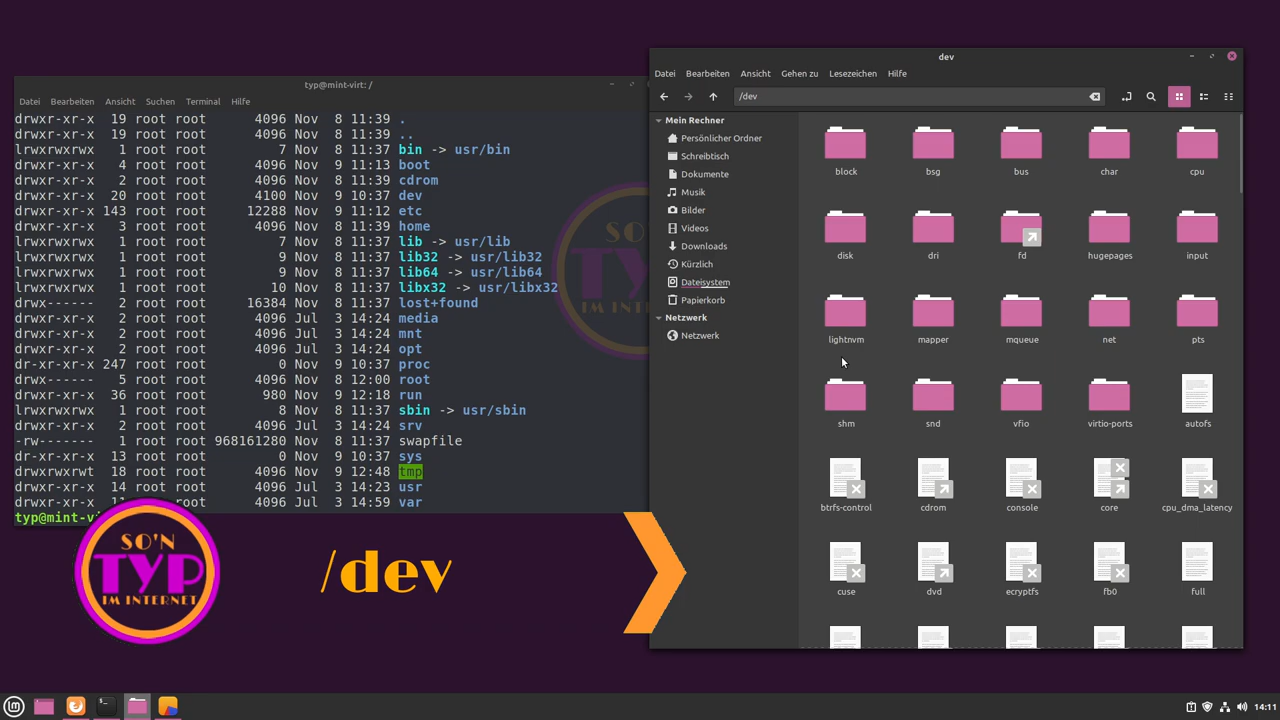 typ@mint-virt: /
Datei Bearbeiten Ansicht Suchen Terminal Hilfe
drwxr-xr-x 19 root root 4096 Nov 8 11:39 .
drwxr-xr-x 19 root root 4096 Nov 8 11:39 ..
lrwxrwxrwx 1 root root 7 Nov 8 11:37 bin -> usr/bin
drwxr-xr-x 4 root root 4096 Nov 9 11:13 boot
drwxr-xr-x 2 root root 4096 Nov 8 11:39 cdrom
drwxr-xr-x 20 root root 4100 Nov 9 10:37 dev
drwxr-xr-x 143 root root 12288 Nov 9 11:12 etc
drwxr-xr-x 3 root root 4096 Nov 8 11:39 home
lrwxrwxrwx 1 root root 7 Nov 8 11:37 lib -> usr/lib
lrwxrwxrwx 1 root root 9 Nov 8 11:37 lib32 -> usr/lib32
lrwxrwxrwx 1 root root 9 Nov 8 11:37 lib64 -> usr/lib64
lrwxrwxrwx 1 root root 10 Nov 8 11:37 libx32 -> usr/libx32
drwx------ 2 root root 16384 Nov 8 11:37 lost+found
drwxr-xr-x 2 root root 4096 Jul 3 14:24 media
drwxr-xr-x 2 root root 4096 Jul 3 14:24 mnt
drwxr-xr-x 2 root root 4096 Jul 3 14:24 opt
dr-xr-xr-x 247 root root 0 Nov 9 10:37 proc
drwx------ 5 root root 4096 Nov 8 12:00 root
drwxr-xr-x 36 root root 980 Nov 9 12:18 run
lrwxrwxrwx 1 root root 8 Nov 8 11:37 sbin -> usr/sbin
drwxr-xr-x 2 root root 4096 Jul 3 14:24 srv
-rw------- 1 root root 968161280 Nov 8 11:37 swapfile
dr-xr-xr-x 13 root root 0 Nov 9 10:37 sys
drwxrwxrwt 18 root root 4096 Nov 9 12:48 tmp
drwxr-xr-x 14 root root 4096 Jul 3 14:23 usr
drwxr-xr-x 11 root root 4096 Jul 3 14:59 var
typ@mint-vi
SO'N
TYP
IM INTERNET
/dev
dev
Datei Bearbeiten Ansicht Gehen zu Lesezeichen Hilfe
/dev
Mein Rechner
Persönlicher Ordner
Schreibtisch
Dokumente
Musik
Bilder
Videos
Downloads
Kürzlich
Dateisystem
Papierkorb
Netzwerk
Netzwerk
block bsg bus char cpu
disk dri fd hugepages input
lightnvm mapper mqueue net pts
shm snd vfio virtio-ports autofs
btrfs-control cdrom console core cpu_dma_latency
cuse dvd ecryptfs fb0 full
14:11